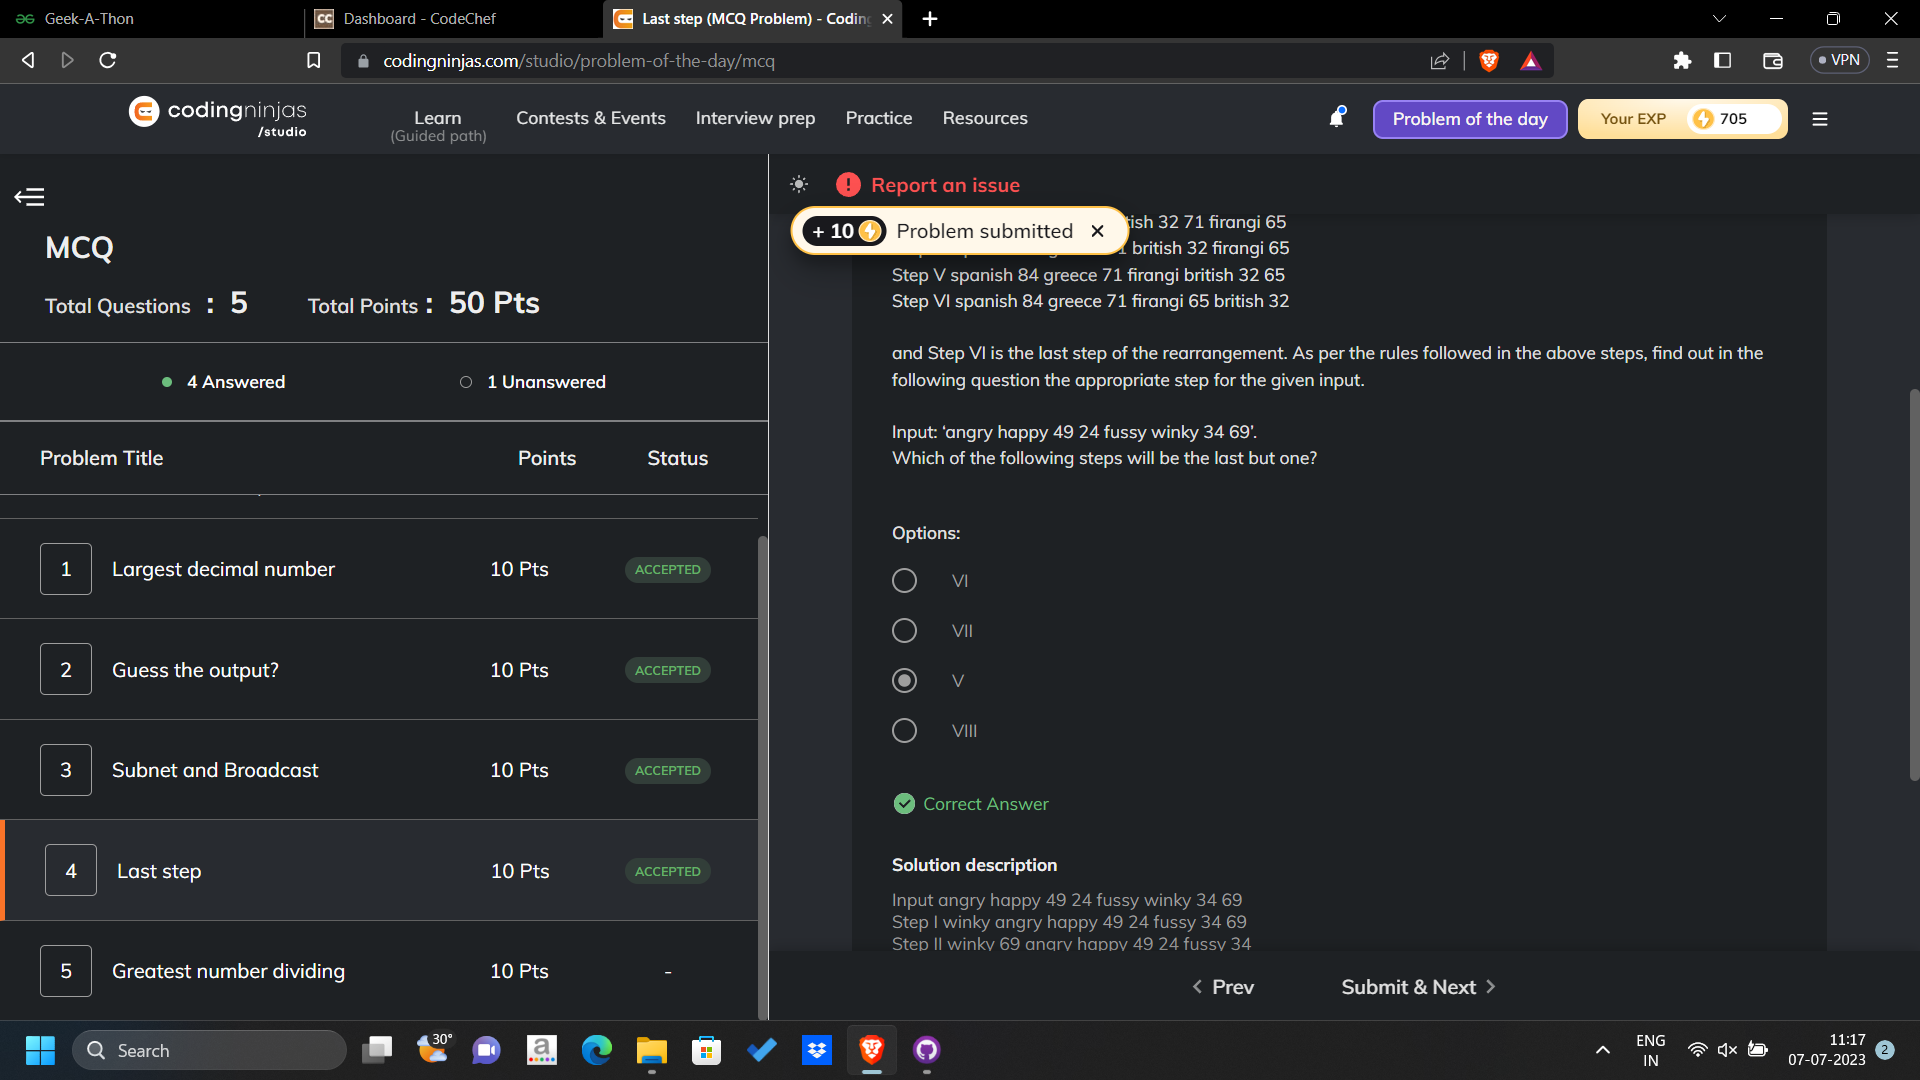 Geek-A-Thon
Dashboard - CodeChef
Last step (MCQ Problem) - Coding
codingninjas.com/studio/problem-of-the-day/mcq
VPN
codingninjas
/studio
Learn
(Guided path)
Contests & Events
Interview prep
Practice
Resources
Problem of the day
Your EXP
705
MCQ
Total Questions : 5
Total Points : 50 Pts
4 Answered
1 Unanswered
Problem Title
Points
Status
1
Largest decimal number
10 Pts
ACCEPTED
2
Guess the output?
10 Pts
ACCEPTED
3
Subnet and Broadcast
10 Pts
ACCEPTED
4
Last step
10 Pts
ACCEPTED
5
Greatest number dividing
10 Pts
-
Report an issue
+ 10
Problem submitted
32 71 firangi 65
british 32 firangi 65
Step V spanish 84 greece 71 firangi british 32 65
Step VI spanish 84 greece 71 firangi 65 british 32
and Step VI is the last step of the rearrangement. As per the rules followed in the above steps, find out in the
following question the appropriate step for the given input.
Input: ‘angry happy 49 24 fussy winky 34 69’.
Which of the following steps will be the last but one?
Options:
VI
VII
V
VIII
Correct Answer
Solution description
Input angry happy 49 24 fussy winky 34 69
Step I winky angry happy 49 24 fussy 34 69
Step II winky 69 angry happy 49 24 fussy 34
Prev
Submit & Next
Search
30°
a
ENG
IN
11:17
07-07-2023
2